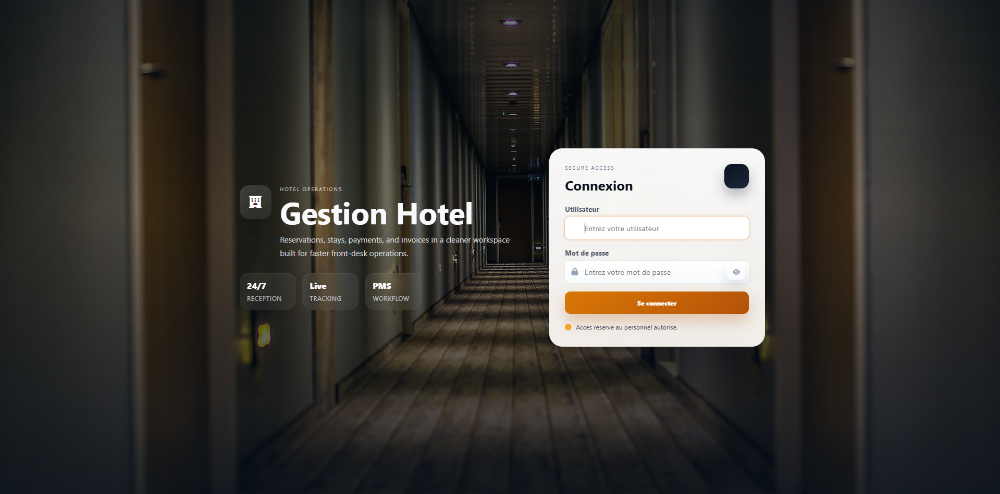 HOTEL OPERATIONS
Gestion Hotel
Reservations, stays, payments, and invoices in a cleaner workspace
built for faster front-desk operations.
24/7
RECEPTION
Live
TRACKING
PMS
WORKFLOW
SECURE ACCESS
Connexion
Utilisateur
Entrez votre utilisateur
Mot de passe
Entrez votre mot de passe
Se connecter
Acces reserve au personnel autorise.